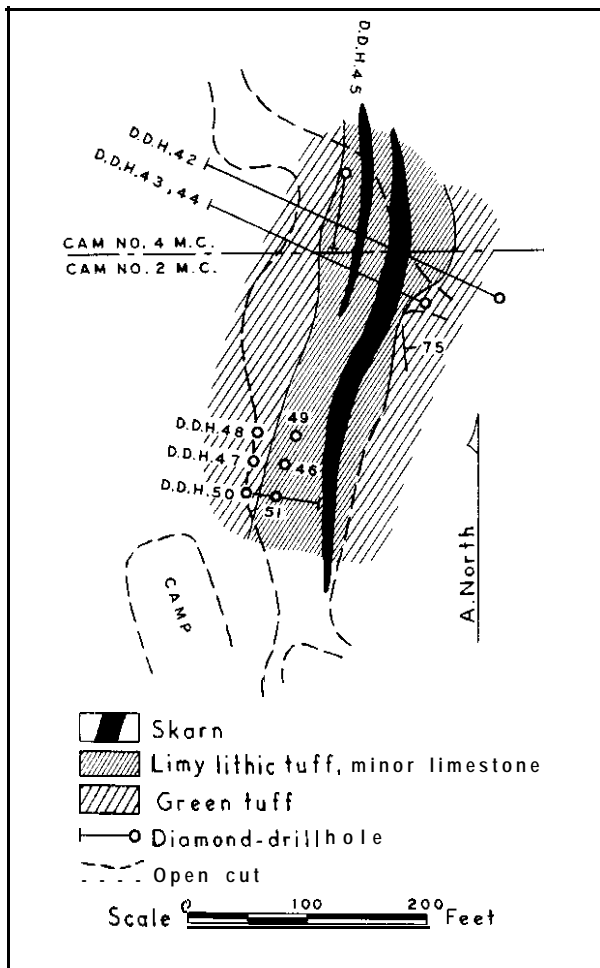 D.D.H.45
D.D.H.42
D.D.H.43,44
CAM NO. 4 M.C.
CAM NO. 2 M.C.
75
D.D.H.48
49
D.D.H.47
46
D.D.H.50
51
CAMP
A. North
Skarn
Limy lithic tuff, minor limestone
Green tuff
Diamond-drillhole
Open cut
0 100 200
Scale Feet